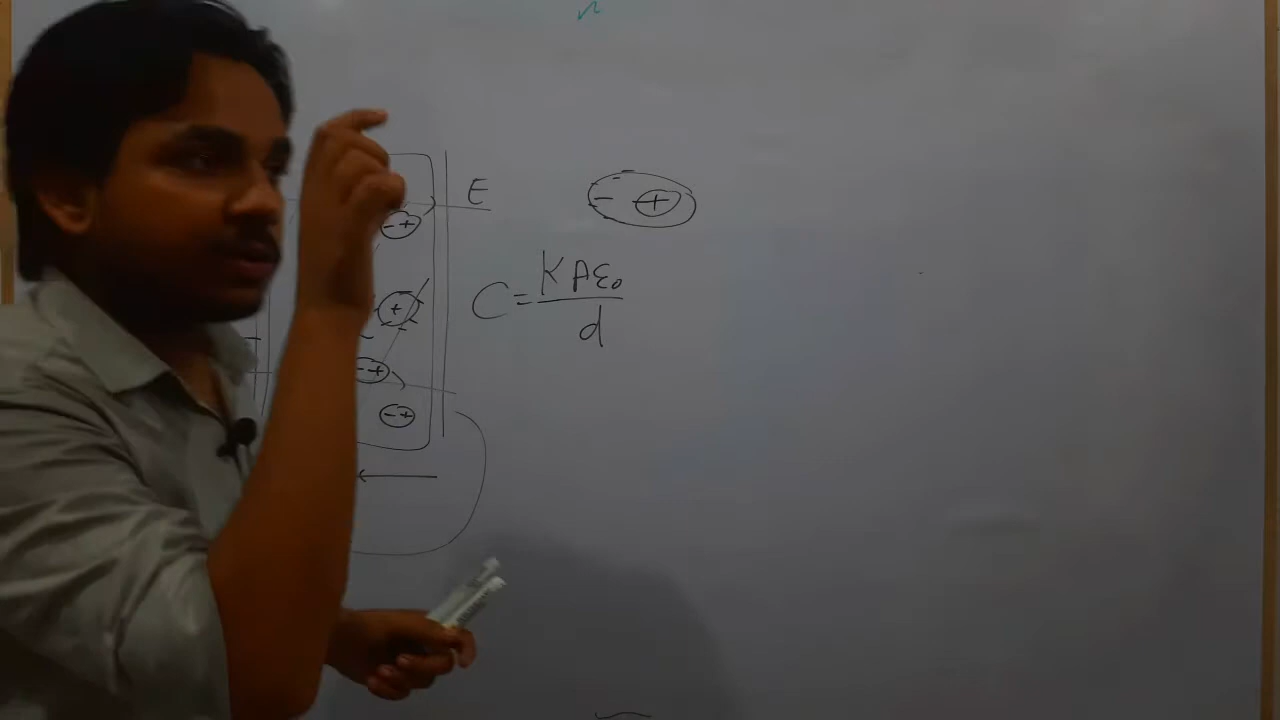 E
- +
- +
+
- +
- +
C = KAε₀/d